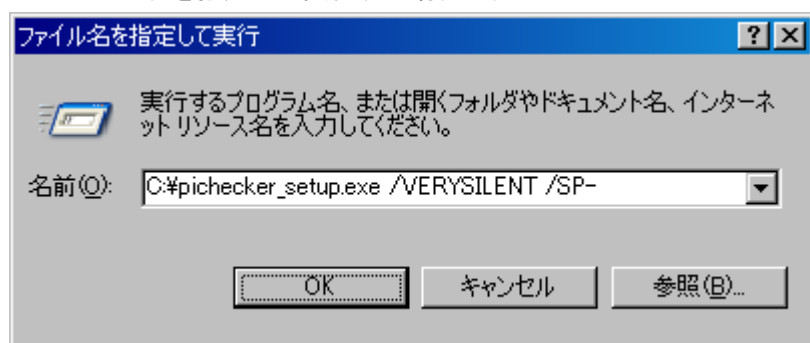 ファイル名を指定して実行
実行するプログラム名、または開くフォルダやドキュメント名、インターネ
ット リソース名を入力してください。
名前(O):
C:¥pichecker_setup.exe /VERYSILENT /SP-
OK
キャンセル
参照(B)...